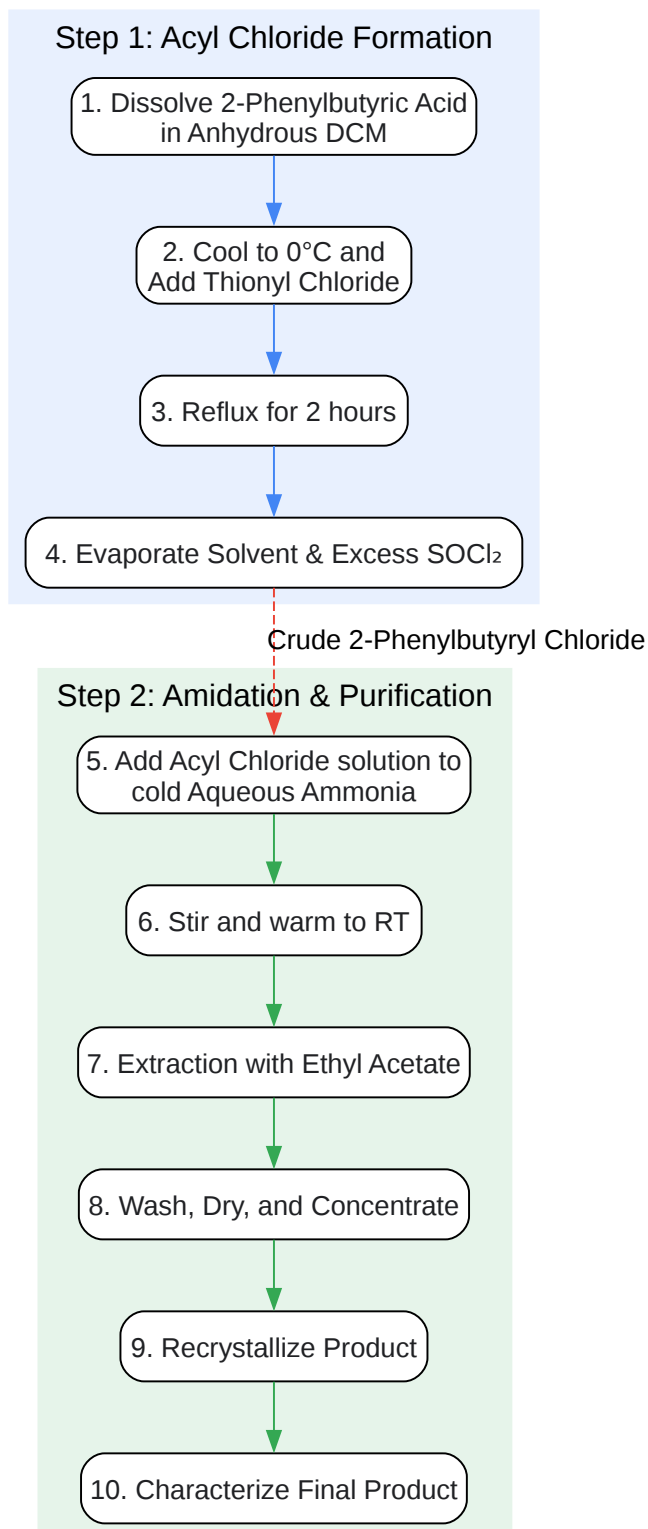 Step 1: Acyl Chloride Formation
1. Dissolve 2-Phenylbutyric Acid
in Anhydrous DCM
2. Cool to 0°C and
Add Thionyl Chloride
3. Reflux for 2 hours
4. Evaporate Solvent & Excess SOCl₂
Crude 2-Phenylbutyryl Chloride
Step 2: Amidation & Purification
5. Add Acyl Chloride solution to
cold Aqueous Ammonia
6. Stir and warm to RT
7. Extraction with Ethyl Acetate
8. Wash, Dry, and Concentrate
9. Recrystallize Product
10. Characterize Final Product